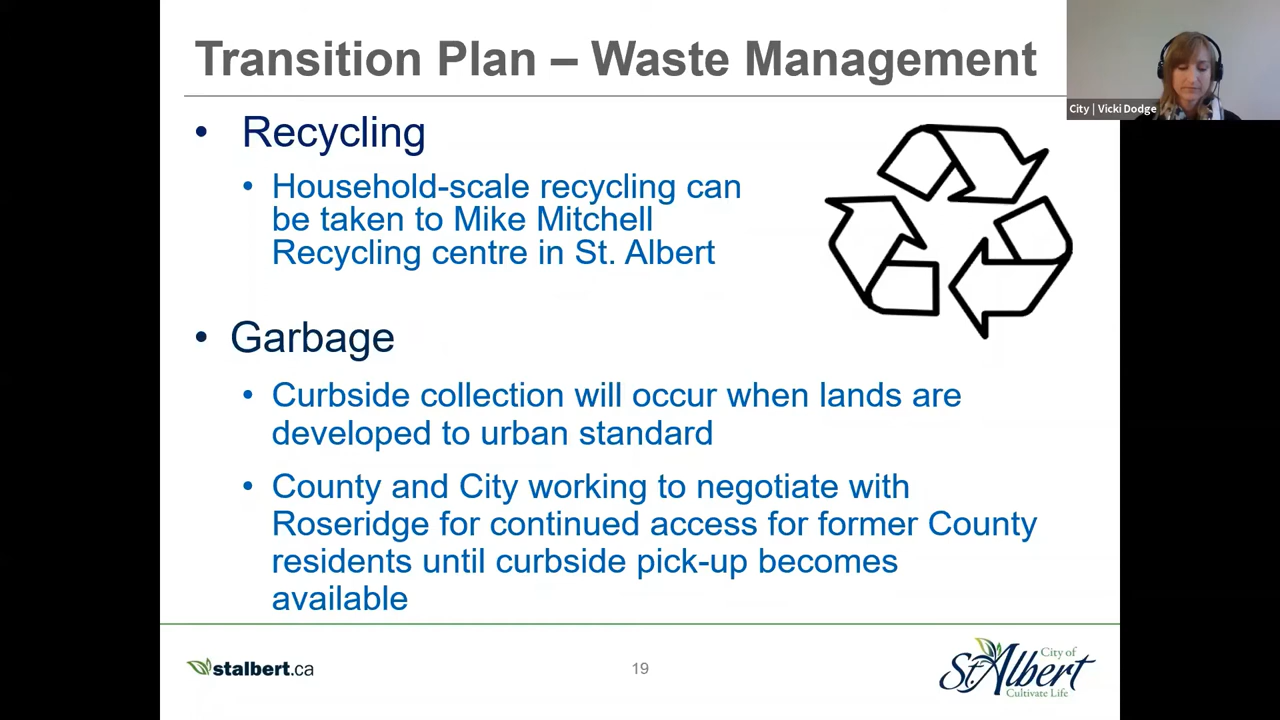 Transition Plan – Waste Management
City | Vicki Dodge
• Recycling
• Household-scale recycling can
be taken to Mike Mitchell
Recycling centre in St. Albert
• Garbage
• Curbside collection will occur when lands are
developed to urban standard
• County and City working to negotiate with
Roseridge for continued access for former County
residents until curbside pick-up becomes
available
stalbert.ca
19
City of
St. Albert
Cultivate Life